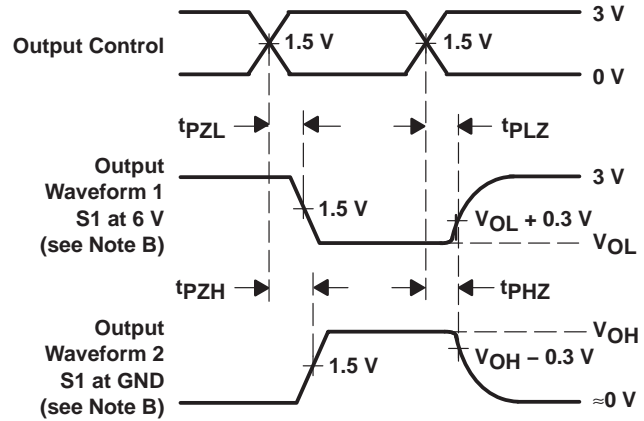 3 V
Output Control
1.5 V
1.5 V
0 V
tPZL
tPLZ
Output
Waveform 1
S1 at 6 V
(see Note B)
3 V
1.5 V
VOL + 0.3 V
VOL
tPZH
tPHZ
Output
Waveform 2
S1 at GND
(see Note B)
VOH
1.5 V
VOH − 0.3 V
≈0 V